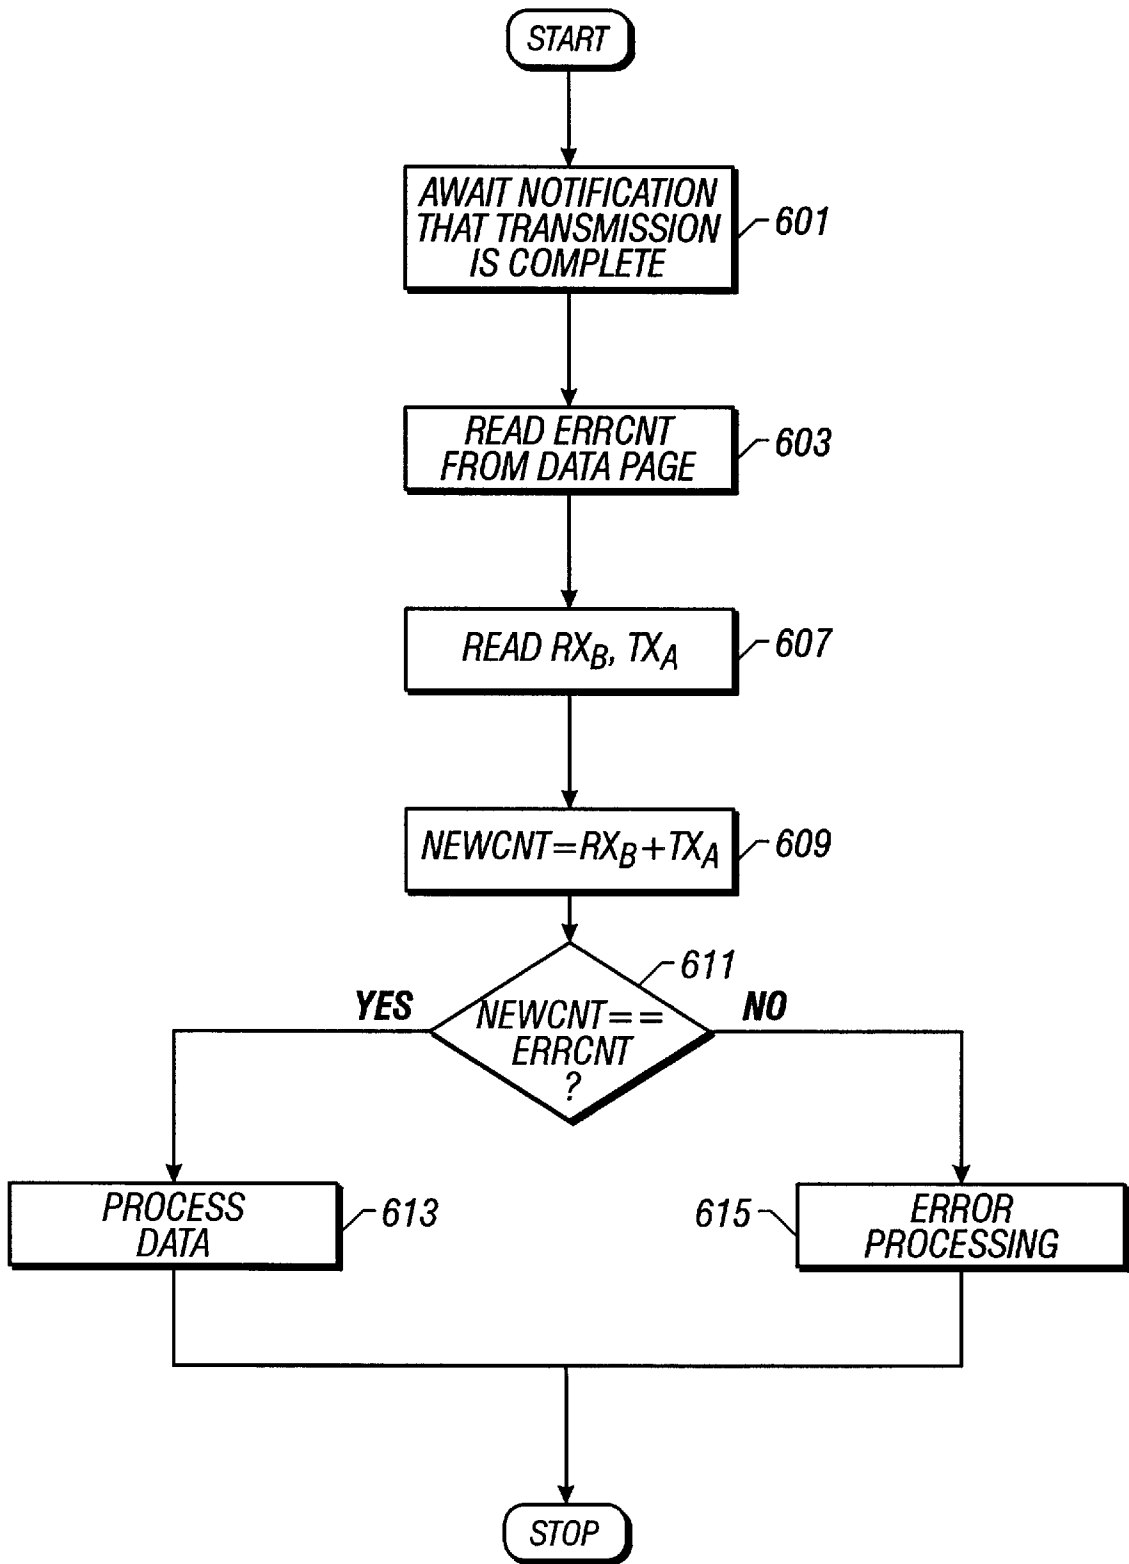 START
AWAIT NOTIFICATION
THAT TRANSMISSION
IS COMPLETE
601
READ ERRCNT
FROM DATA PAGE
603
READ RXB, TXA
607
NEWCNT=RXB+TXA
609
611
YES
NO
NEWCNT==
ERRCNT
?
PROCESS
DATA
613
615
ERROR
PROCESSING
STOP